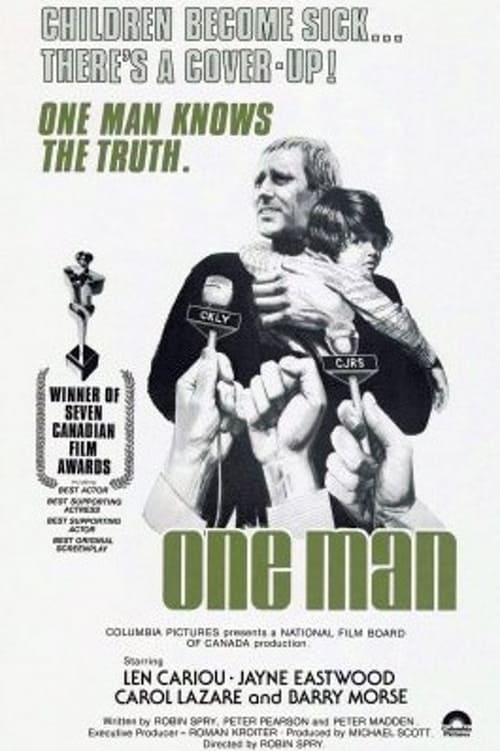 CHILDREN BECOME SICK...
THERE'S A COVER-UP!
ONE MAN KNOWS
THE TRUTH.
CKLY
CJRS
WINNER OF
SEVEN
CANADIAN
FILM
AWARDS
including
BEST ACTOR
BEST SUPPORTING
ACTRESS
BEST SUPPORTING
ACTOR
BEST ORIGINAL
SCREENPLAY
one man
COLUMBIA PICTURES presents a NATIONAL FILM BOARD
OF CANADA production.
Starring
LEN CARIOU · JAYNE EASTWOOD
CAROL LAZARE and BARRY MORSE
Written by ROBIN SPRY, PETER PEARSON and PETER MADDEN.
Executive Producer – ROMAN KROITER · Produced by MICHAEL SCOTT.
Directed by ROBIN SPRY.
Columbia
Pictures